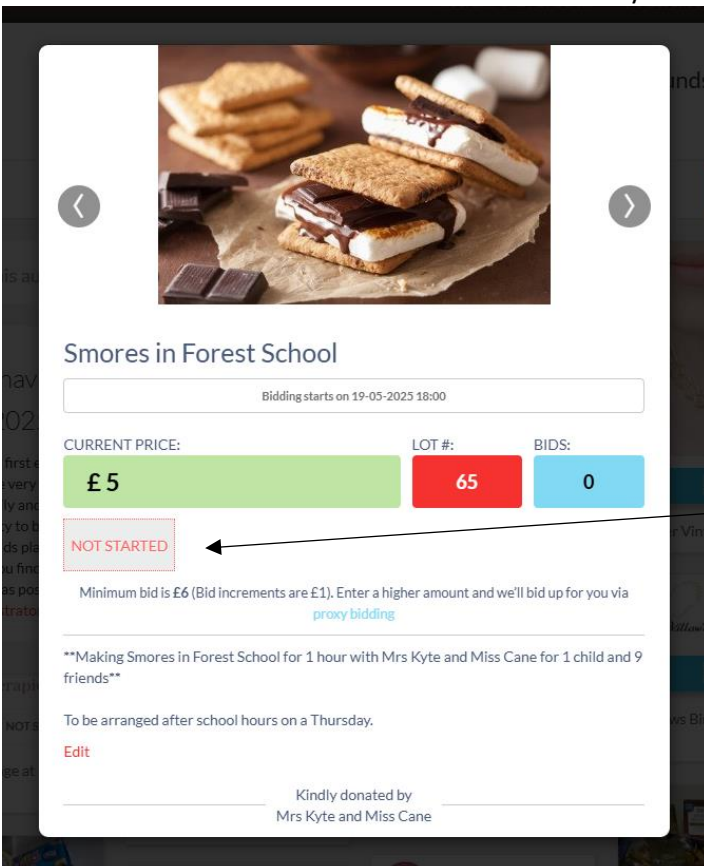 Smores in Forest School
Bidding starts on 19-05-2025 18:00
CURRENT PRICE:
LOT #:
BIDS:
£ 5
65
0
NOT STARTED
Minimum bid is £6 (Bid increments are £1). Enter a higher amount and we'll bid up for you via
proxy bidding
**Making Smores in Forest School for 1 hour with Mrs Kyte and Miss Cane for 1 child and 9
friends**
To be arranged after school hours on a Thursday.
Edit
Kindly donated by
Mrs Kyte and Miss Cane